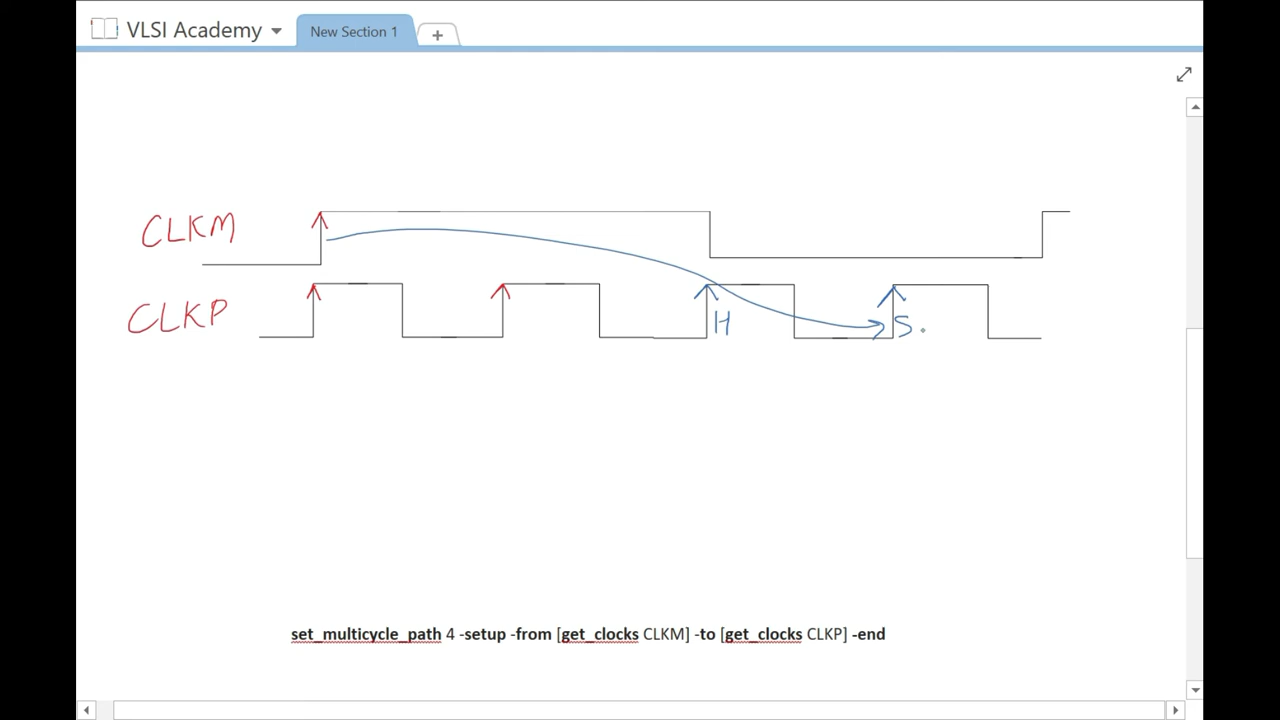 VLSI Academy
New Section 1
CLKM
CLKP
H
S
set_multicycle_path 4 -setup -from [get_clocks CLKM] -to [get_clocks CLKP] -end